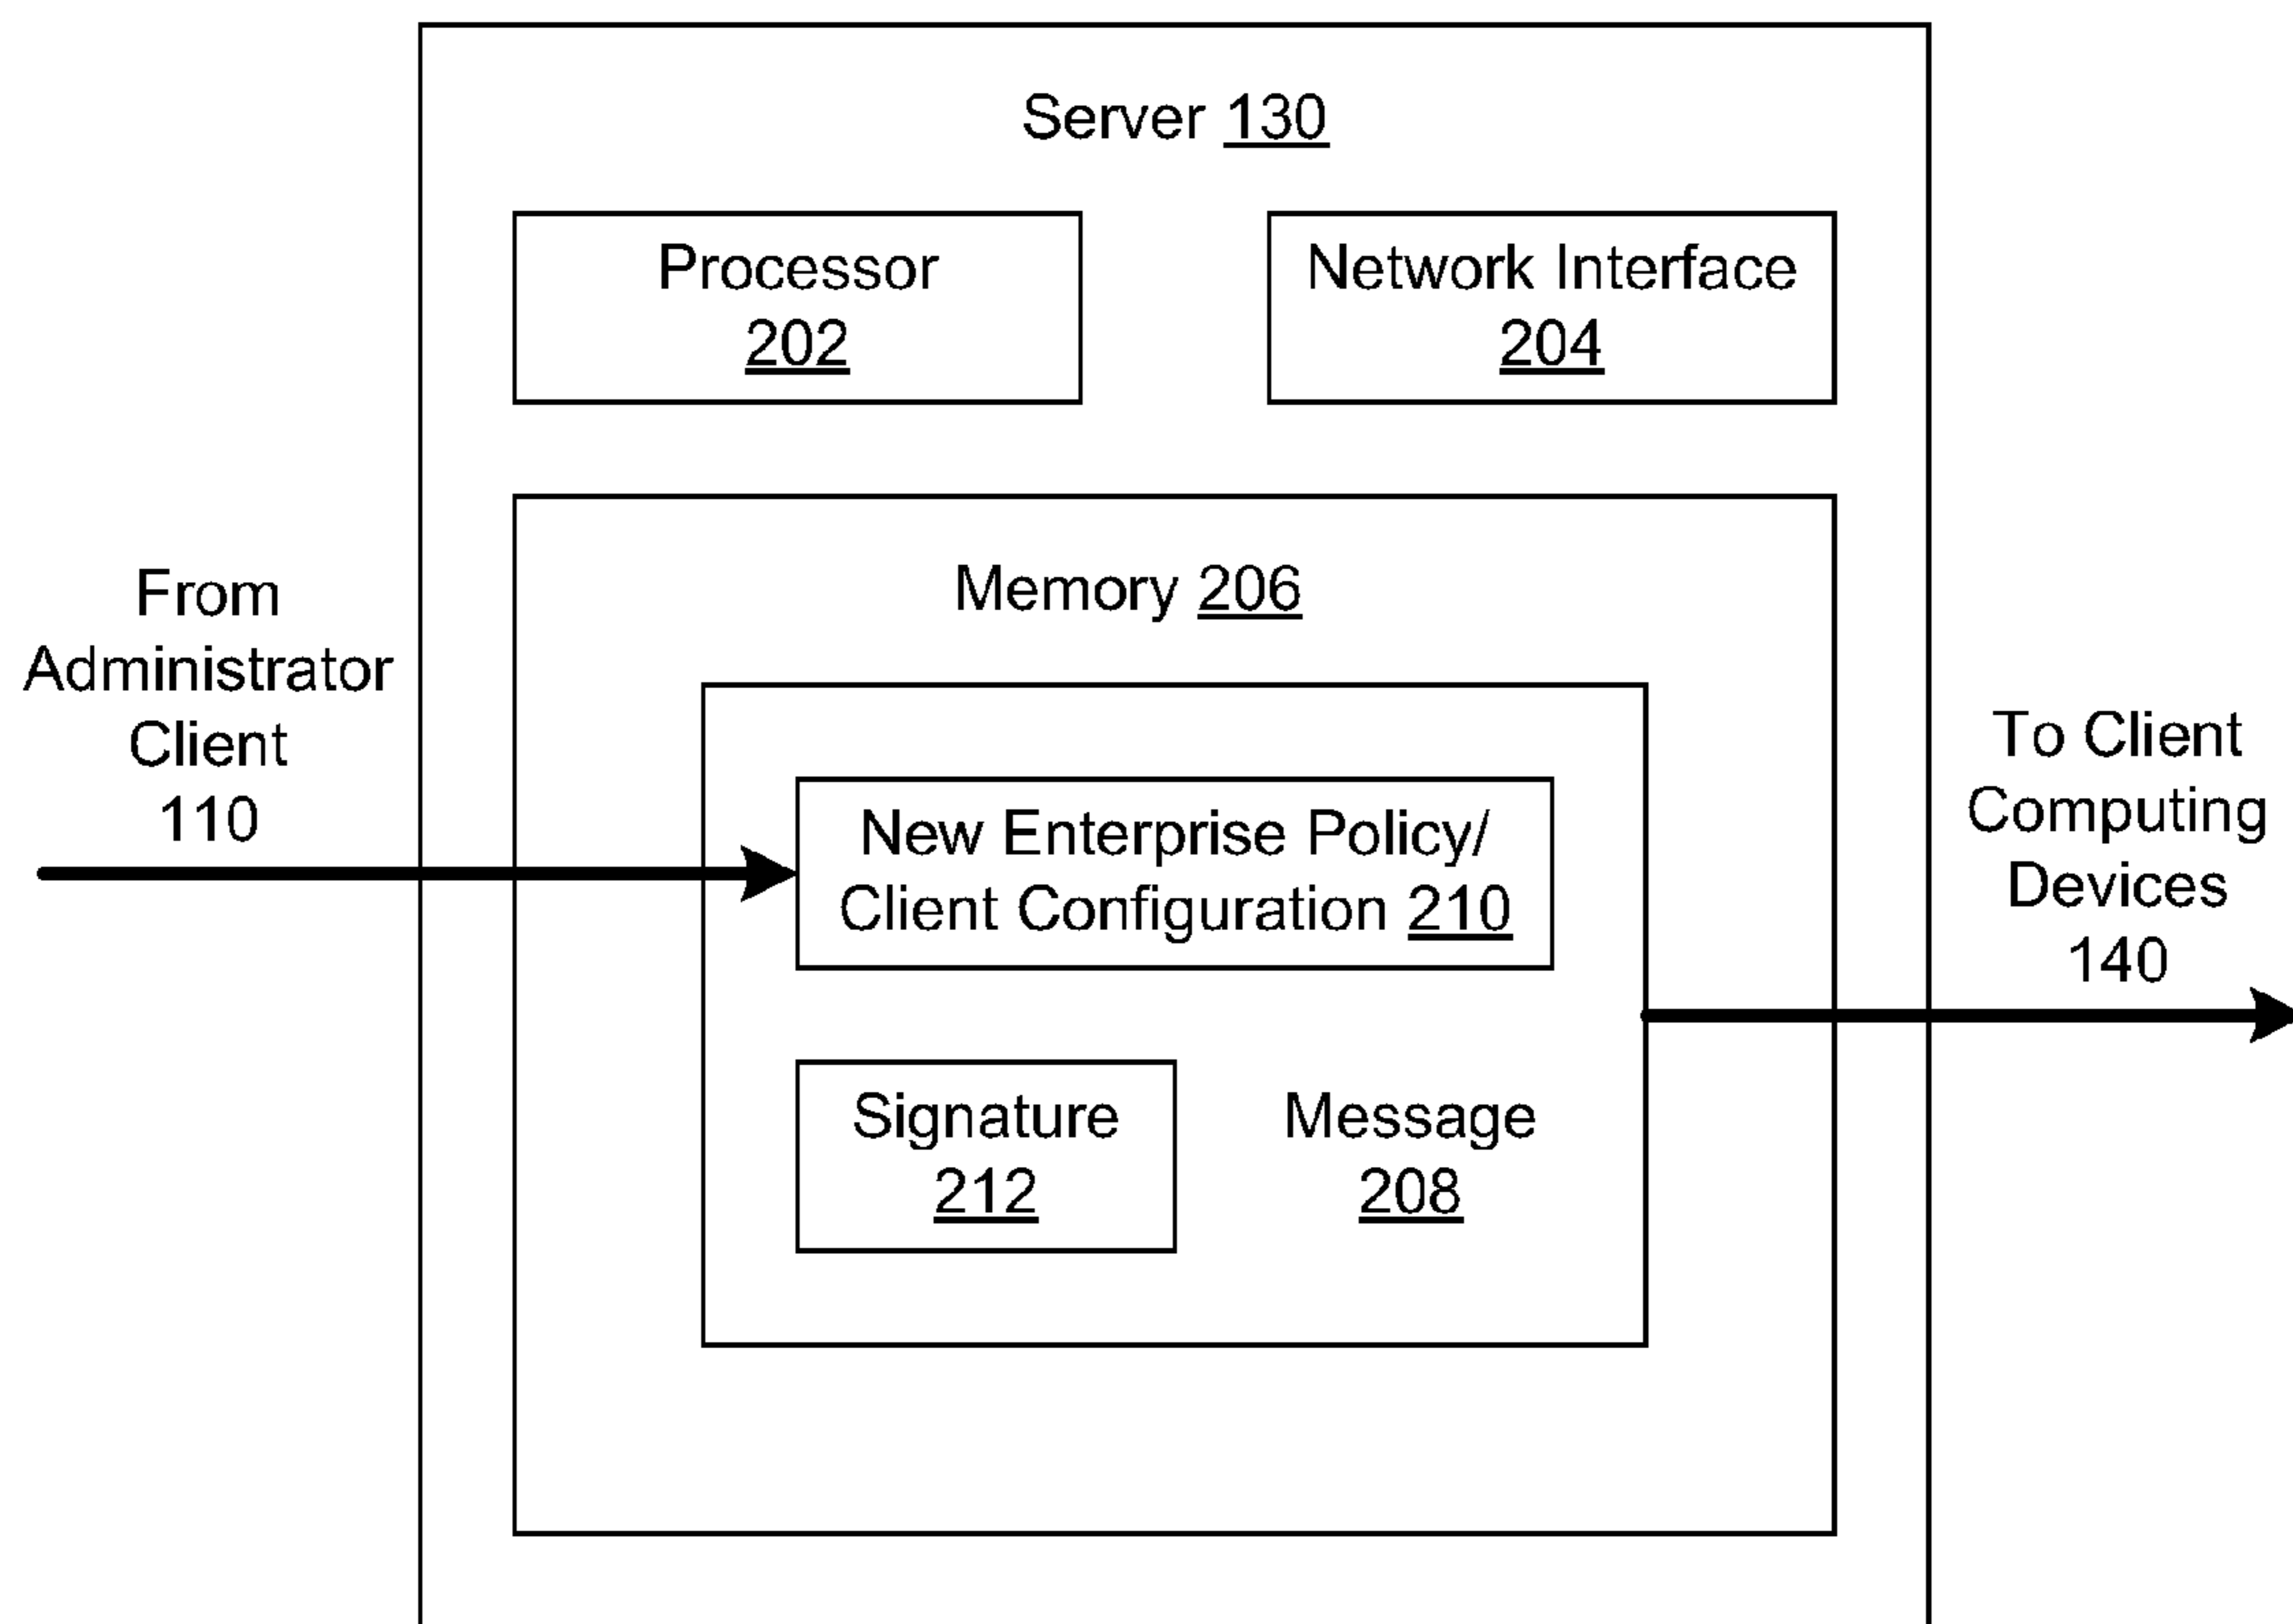 Server 130
Processor
202
Network Interface
204
Memory 206
From
Administrator
Client
110
New Enterprise Policy/
Client Configuration 210
Signature
212
Message
208
To Client
Computing
Devices
140